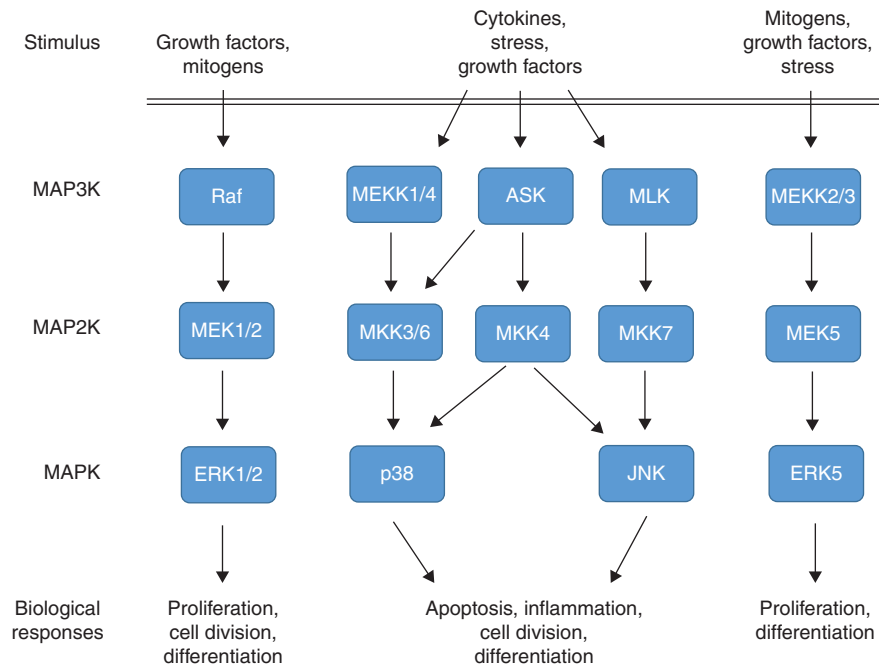 Stimulus
Growth factors,
mitogens
Cytokines,
stress,
growth factors
Mitogens,
growth factors,
stress
MAP3K
Raf
MEKK1/4
ASK
MLK
MEKK2/3
MAP2K
MEK1/2
MKK3/6
MKK4
MKK7
MEK5
MAPK
ERK1/2
p38
JNK
ERK5
Biological
responses
Proliferation,
cell division,
differentiation
Apoptosis, inflammation,
cell division,
differentiation
Proliferation,
differentiation